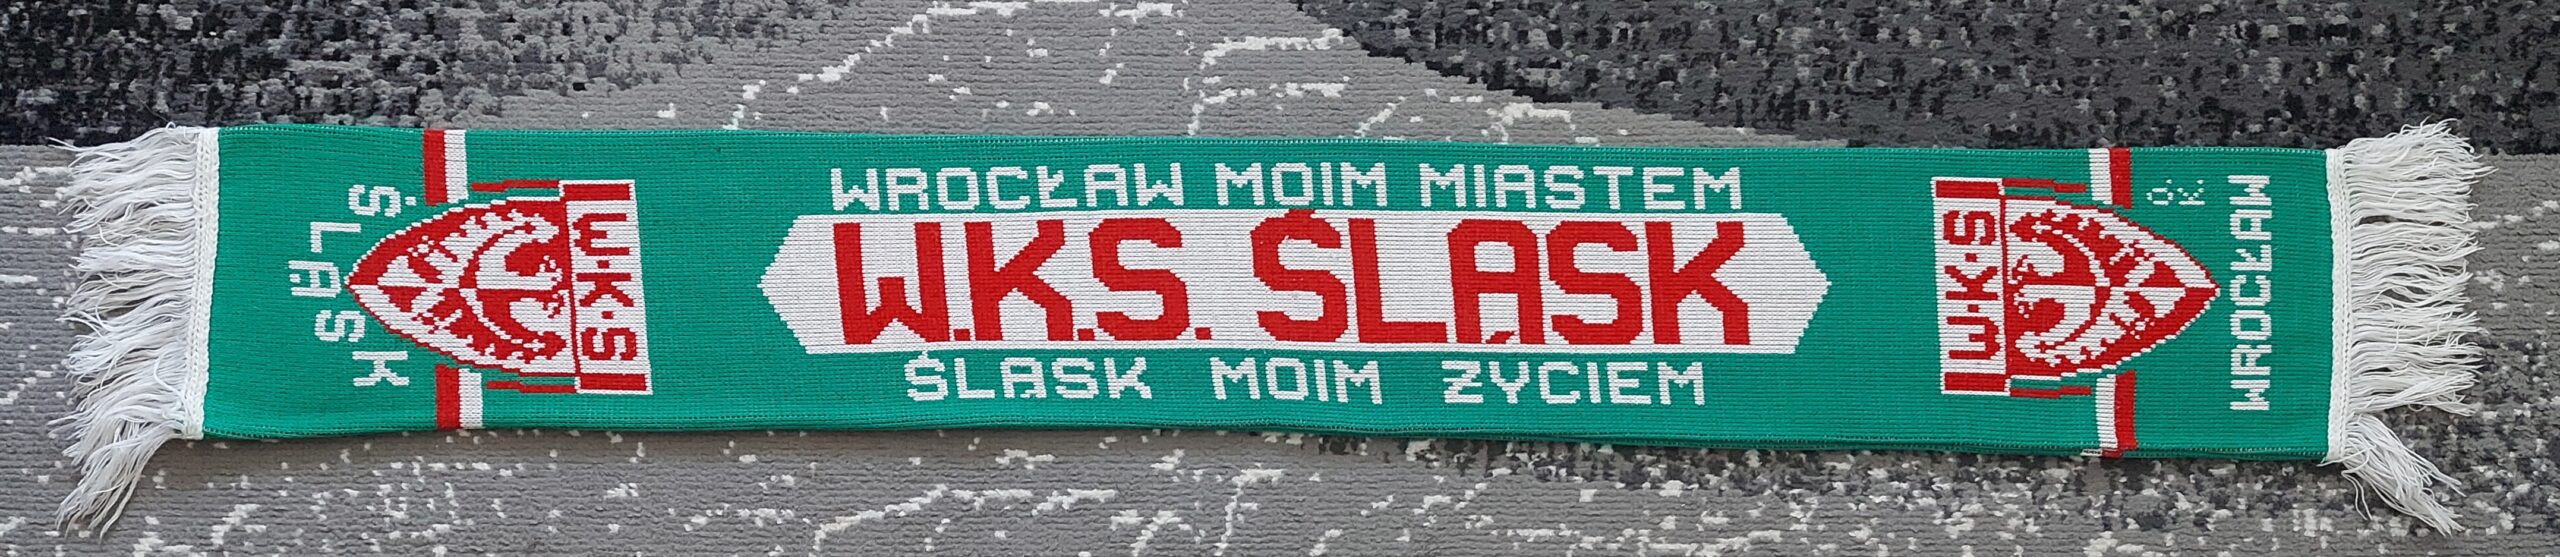 ŚLĄSK
W·K·S
WROCŁAW MOIM MIASTEM
W.K.S. ŚLĄSK
ŚLĄSK MOIM ŻYCIEM
W·K·S
WROCŁAW